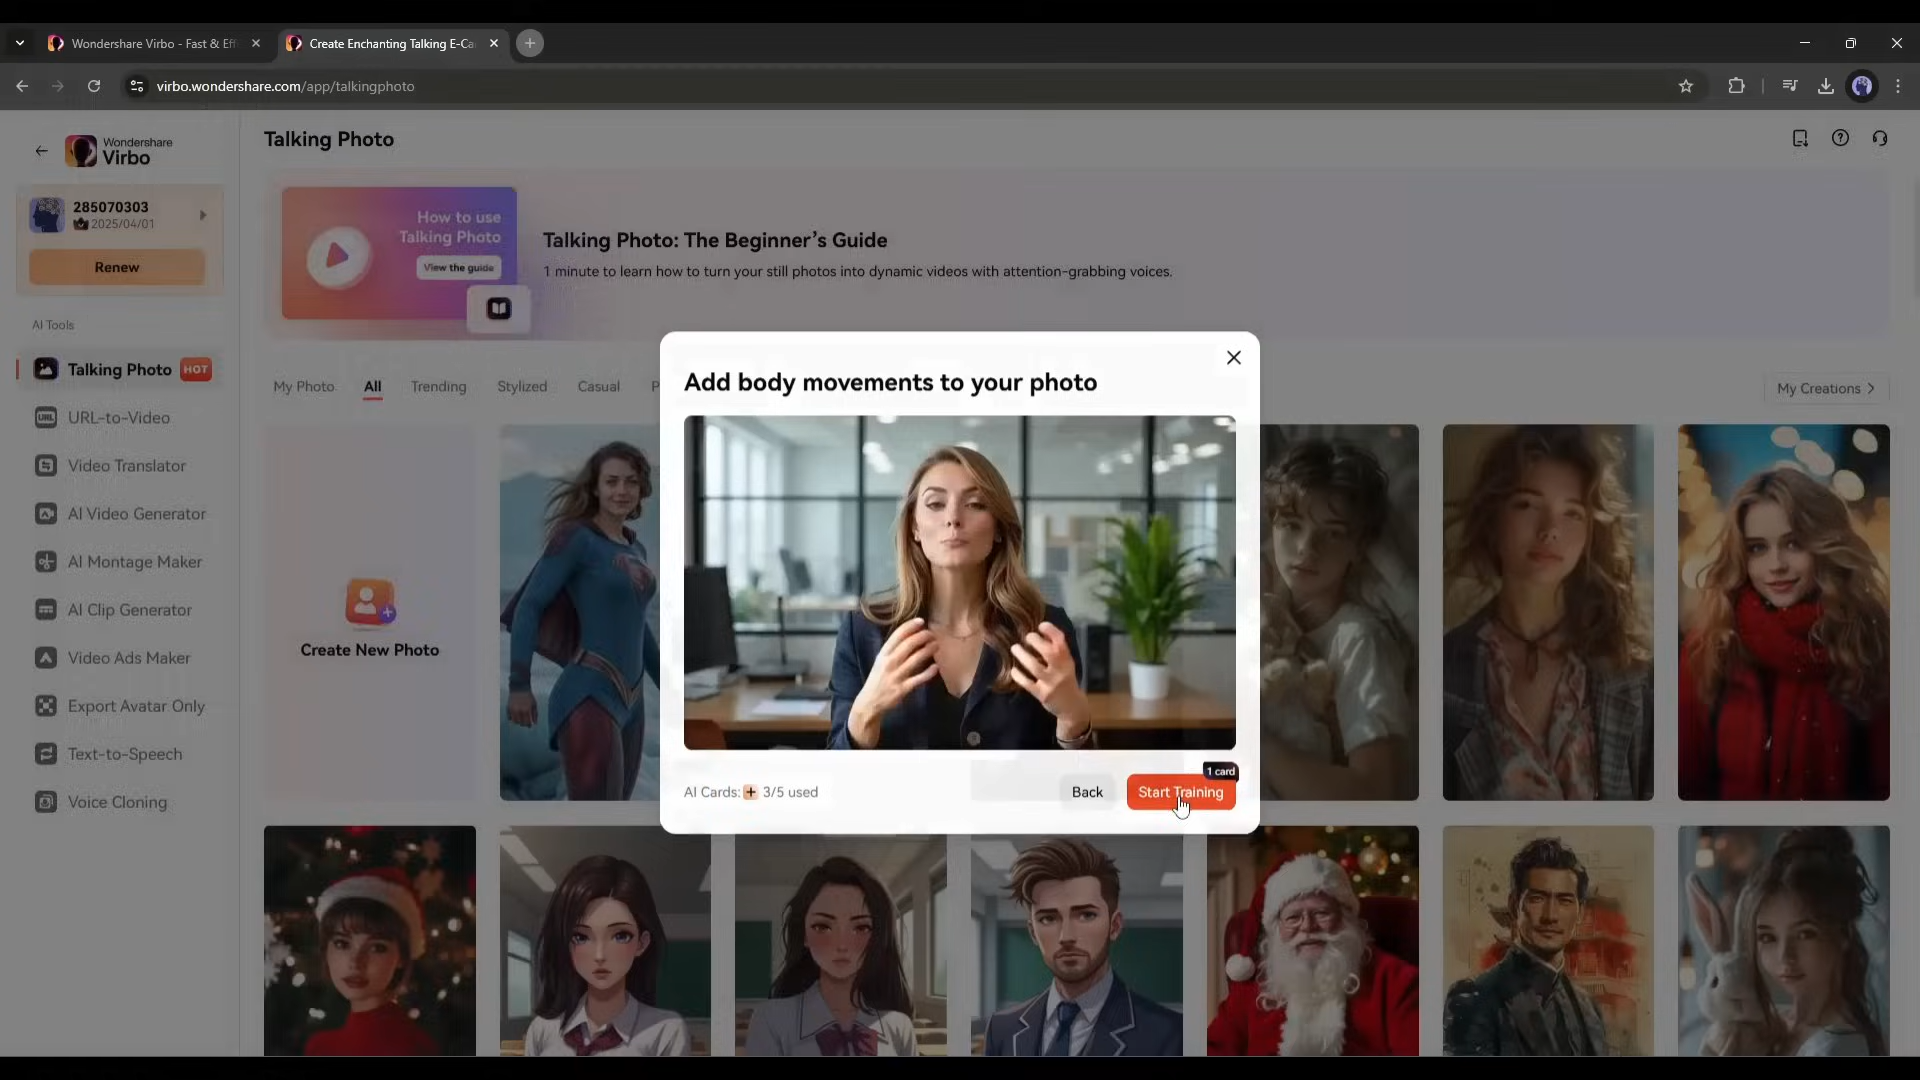 Wondershare Virbo - Fast & Eff
Create Enchanting Talking E-Ca
virbo.wondershare.com/app/talkingphoto
Wondershare
Virbo
285070303
2025/04/01
Renew
AI Tools
Talking Photo HOT
URL-to-Video
Video Translator
AI Video Generator
AI Montage Maker
AI Clip Generator
Video Ads Maker
Export Avatar Only
Text-to-Speech
Voice Cloning
Talking Photo
How to use
Talking Photo
View the guide
Talking Photo: The Beginner’s Guide
1 minute to learn how to turn your still photos into dynamic videos with attention-grabbing voices.
My Photo All Trending Stylized Casual P
My Creations
Create New Photo
Add body movements to your photo
AI Cards: 3/5 used
Back
1 card
Start Training